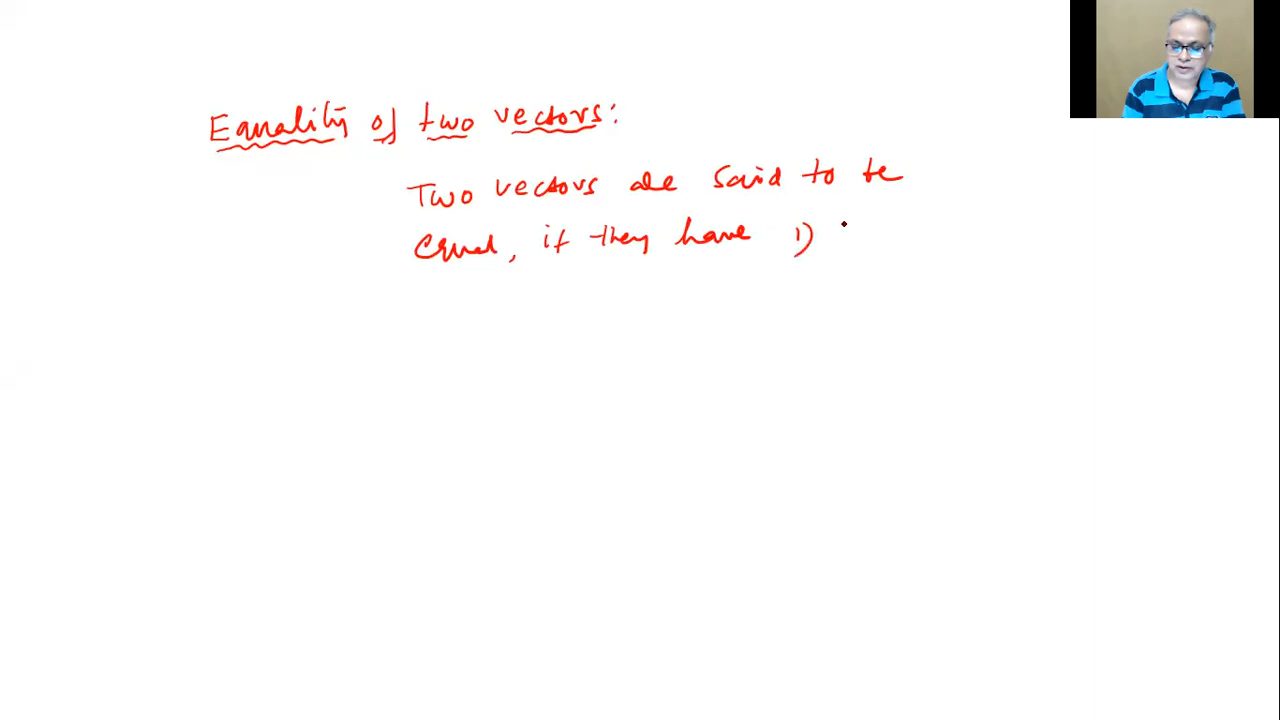 Equality of two vectors:
Two vectors are said to be
equal, if they have 1)